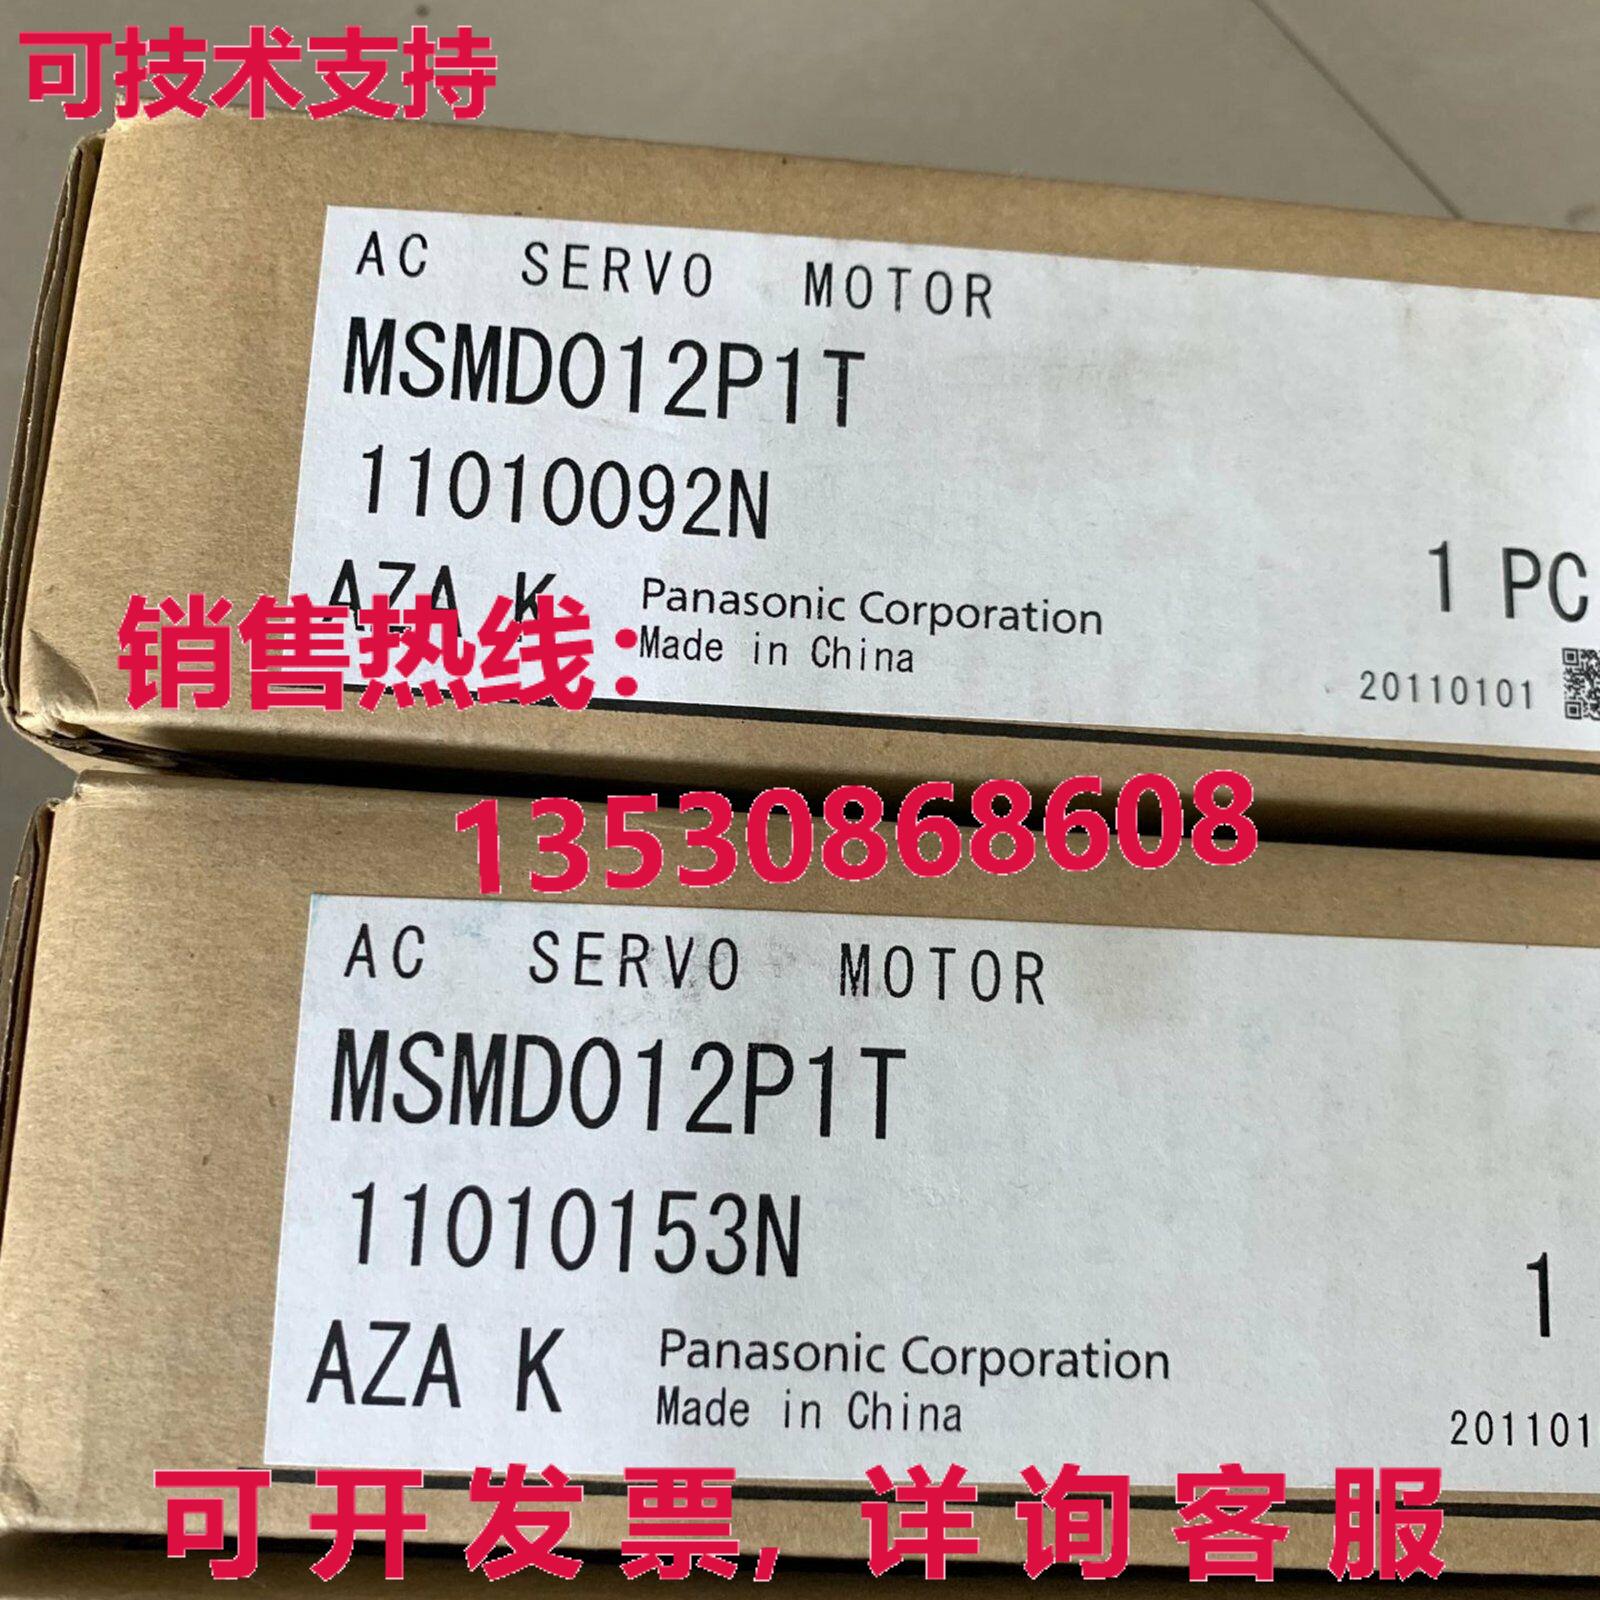 可技术支持
AC SERVO MOTOR
MSMD012P1T
11010092N
AZA K
Panasonic Corporation
Made in China
1 PC
20110101
销售热线:
13530868608
AC SERVO MOTOR
MSMD012P1T
11010153N
AZA K
Panasonic Corporation
Made in China
1
201101
可开发票, 详询客服